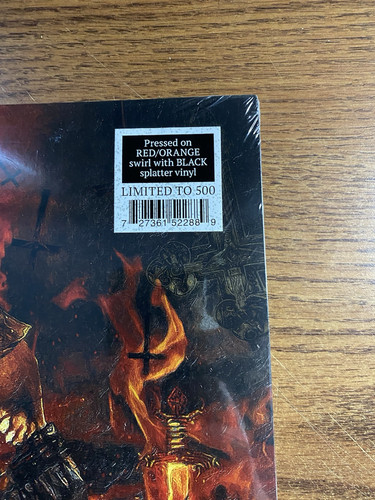 Pressed on
RED/ORANGE
swirl with BLACK
splatter vinyl
LIMITED TO 500
7 27361 52288 9